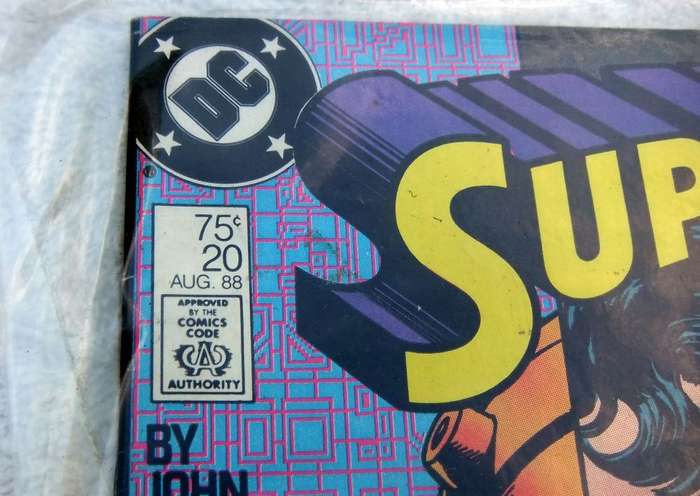 DC
SUP
75¢
20
AUG. 88
APPROVED
BY THE
COMICS
CODE
CA
AUTHORITY
BY
JOHN